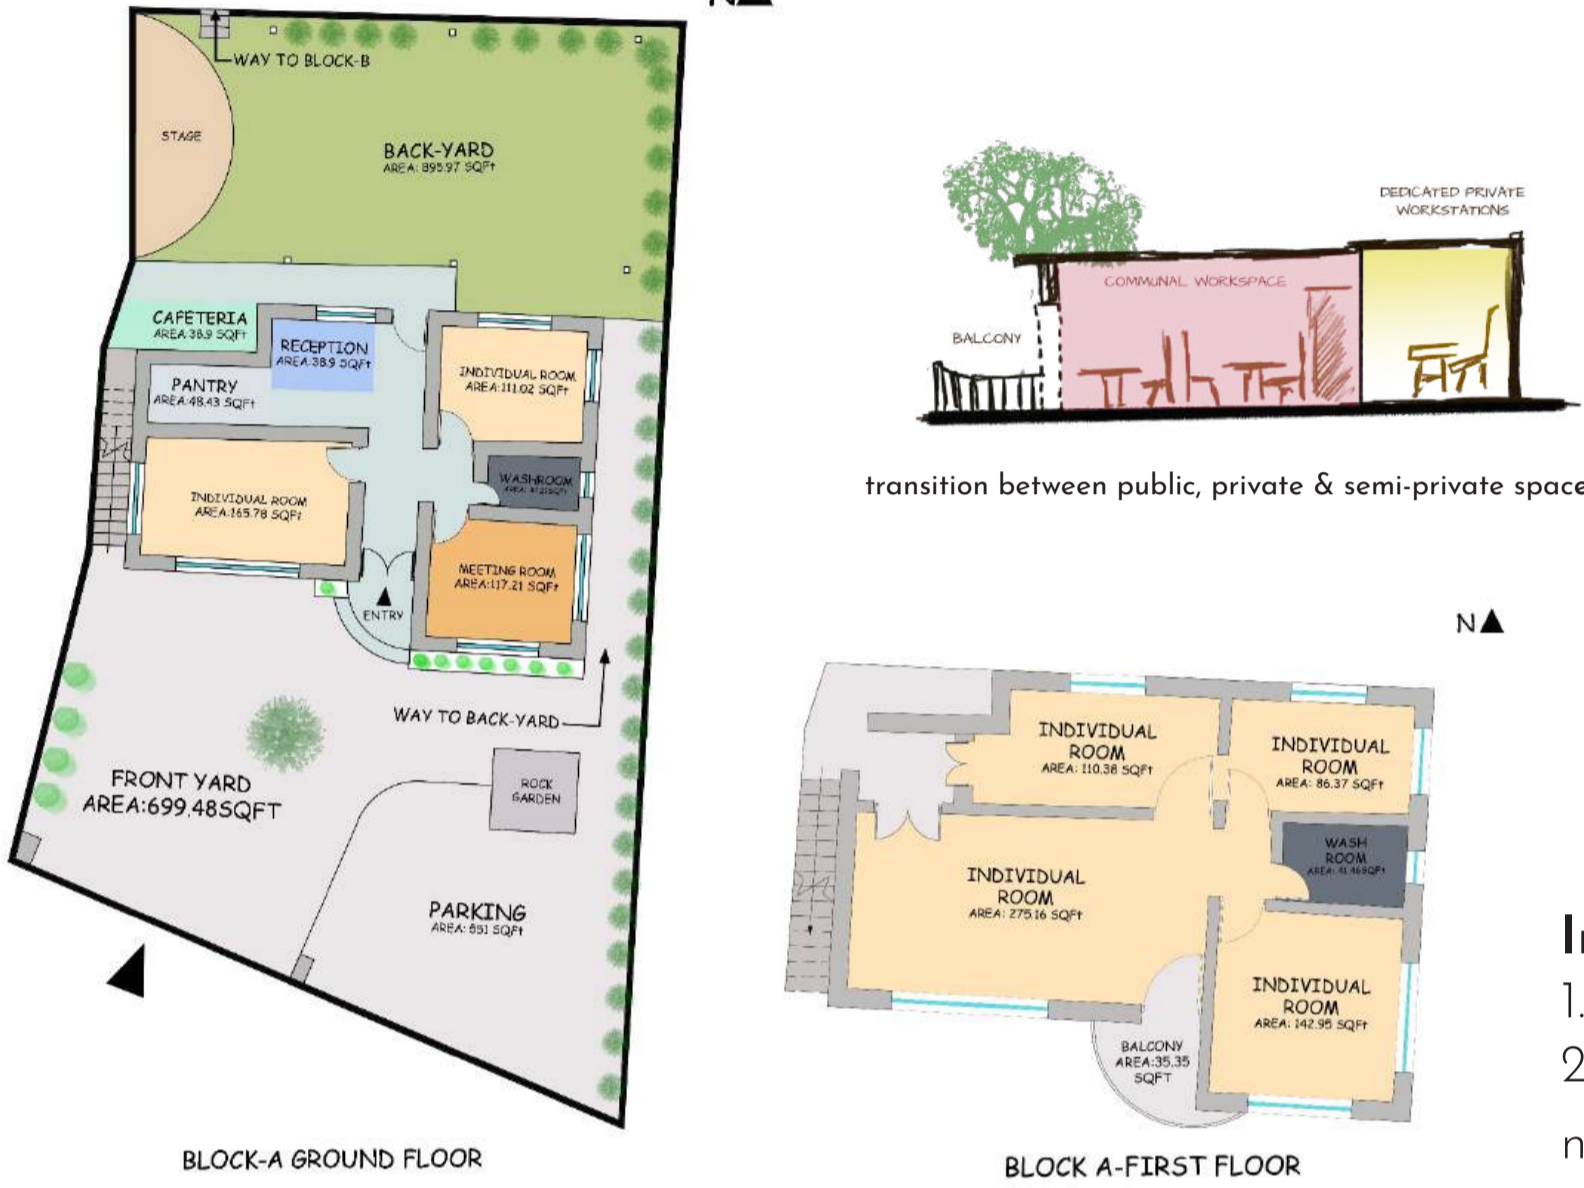 N
WAY TO BLOCK-B
STAGE
BACK-YARD
AREA: 895.97 SQFt
CAFETERIA
AREA:38.9 SQFt
RECEPTION
AREA:38.9 SQFt
PANTRY
AREA:48.43 SQFt
INDIVIDUAL ROOM
AREA:111.02 SQFt
WASHROOM
INDIVIDUAL ROOM
AREA:165.78 SQFt
MEETING ROOM
AREA:117.21 SQFt
ENTRY
WAY TO BACK-YARD
FRONT YARD
AREA:699.48SQFT
ROCK
GARDEN
PARKING
AREA: 551 SQFt
BLOCK-A GROUND FLOOR
DEDICATED PRIVATE
WORKSTATIONS
COMMUNAL WORKSPACE
BALCONY
transition between public, private & semi-private space
N
INDIVIDUAL
ROOM
AREA: 110.38 SQFt
INDIVIDUAL
ROOM
AREA: 86.37 SQFt
WASH
ROOM
AREA: 41.46SQFt
INDIVIDUAL
ROOM
AREA: 275.16 SQFt
INDIVIDUAL
ROOM
AREA: 142.95 SQFt
BALCONY
AREA:35.35
SQFT
BLOCK A-FIRST FLOOR
1.
2
n